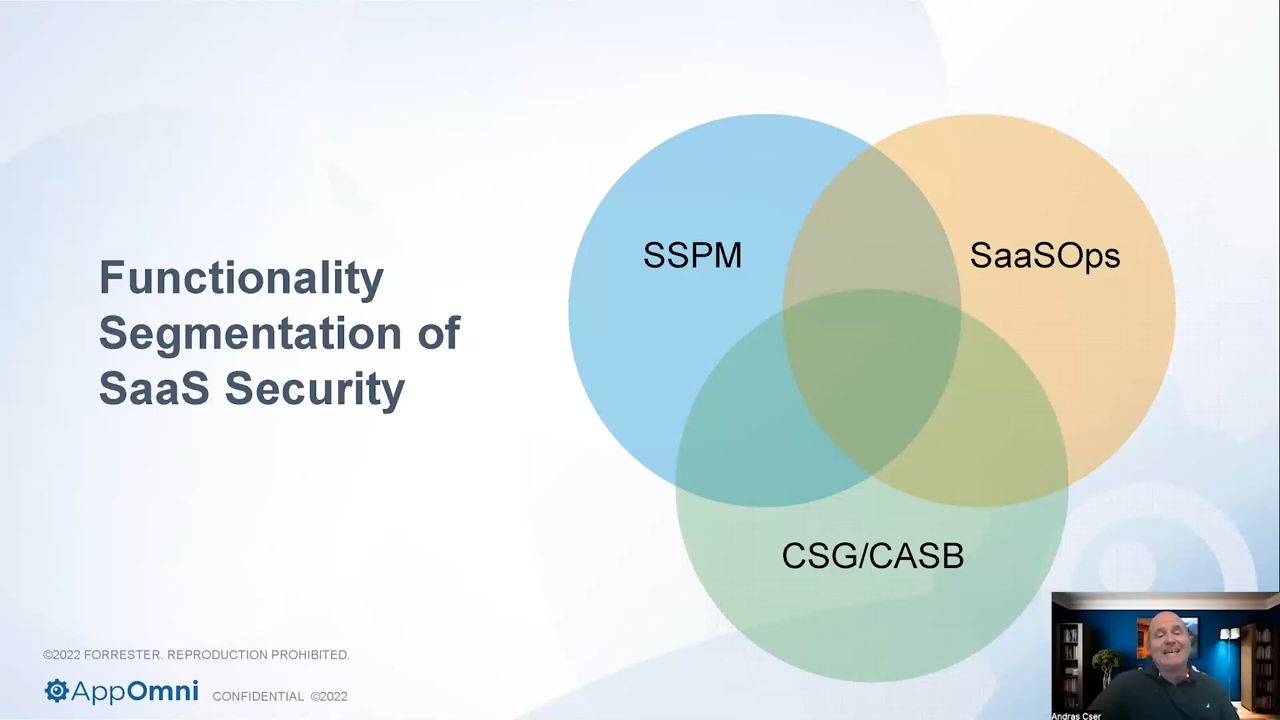 Functionality
Segmentation of
SaaS Security
SSPM
SaaSOps
CSG/CASB
©2022 FORRESTER. REPRODUCTION PROHIBITED.
AppOmni CONFIDENTIAL ©2022
Andras Cser